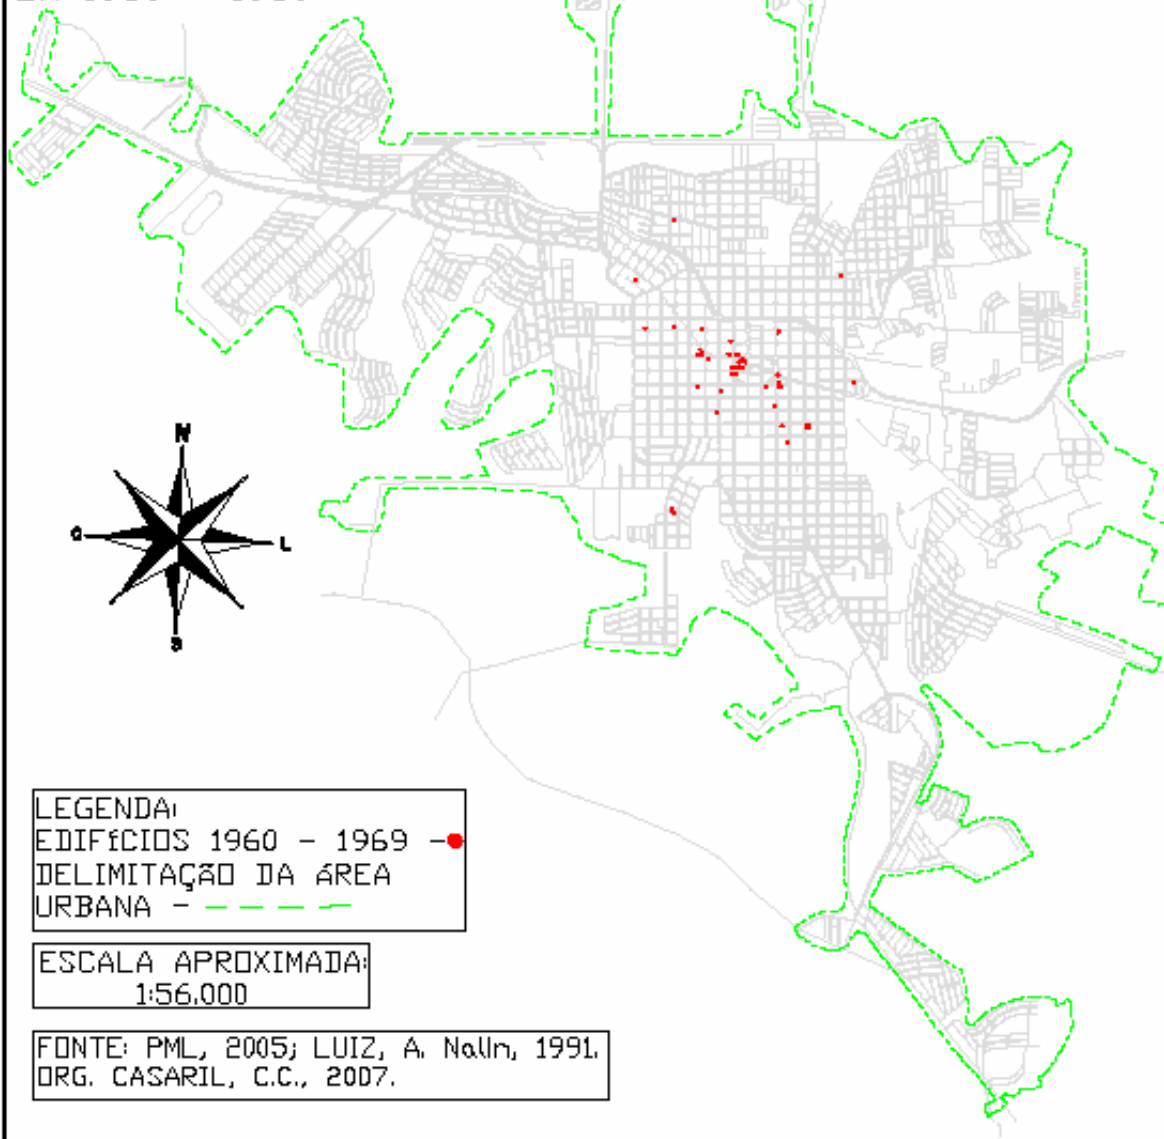 N
L
S
LEGENDA:
EDIFíCIOS 1960 - 1969 -
DELIMITAÇÃO DA áREA
URBANA -
ESCALA APROXIMADA:
1:56.000
FONTE: PML, 2005; LUIZ, A. Nalin, 1991.
ORG. CASARIL, C.C., 2007.